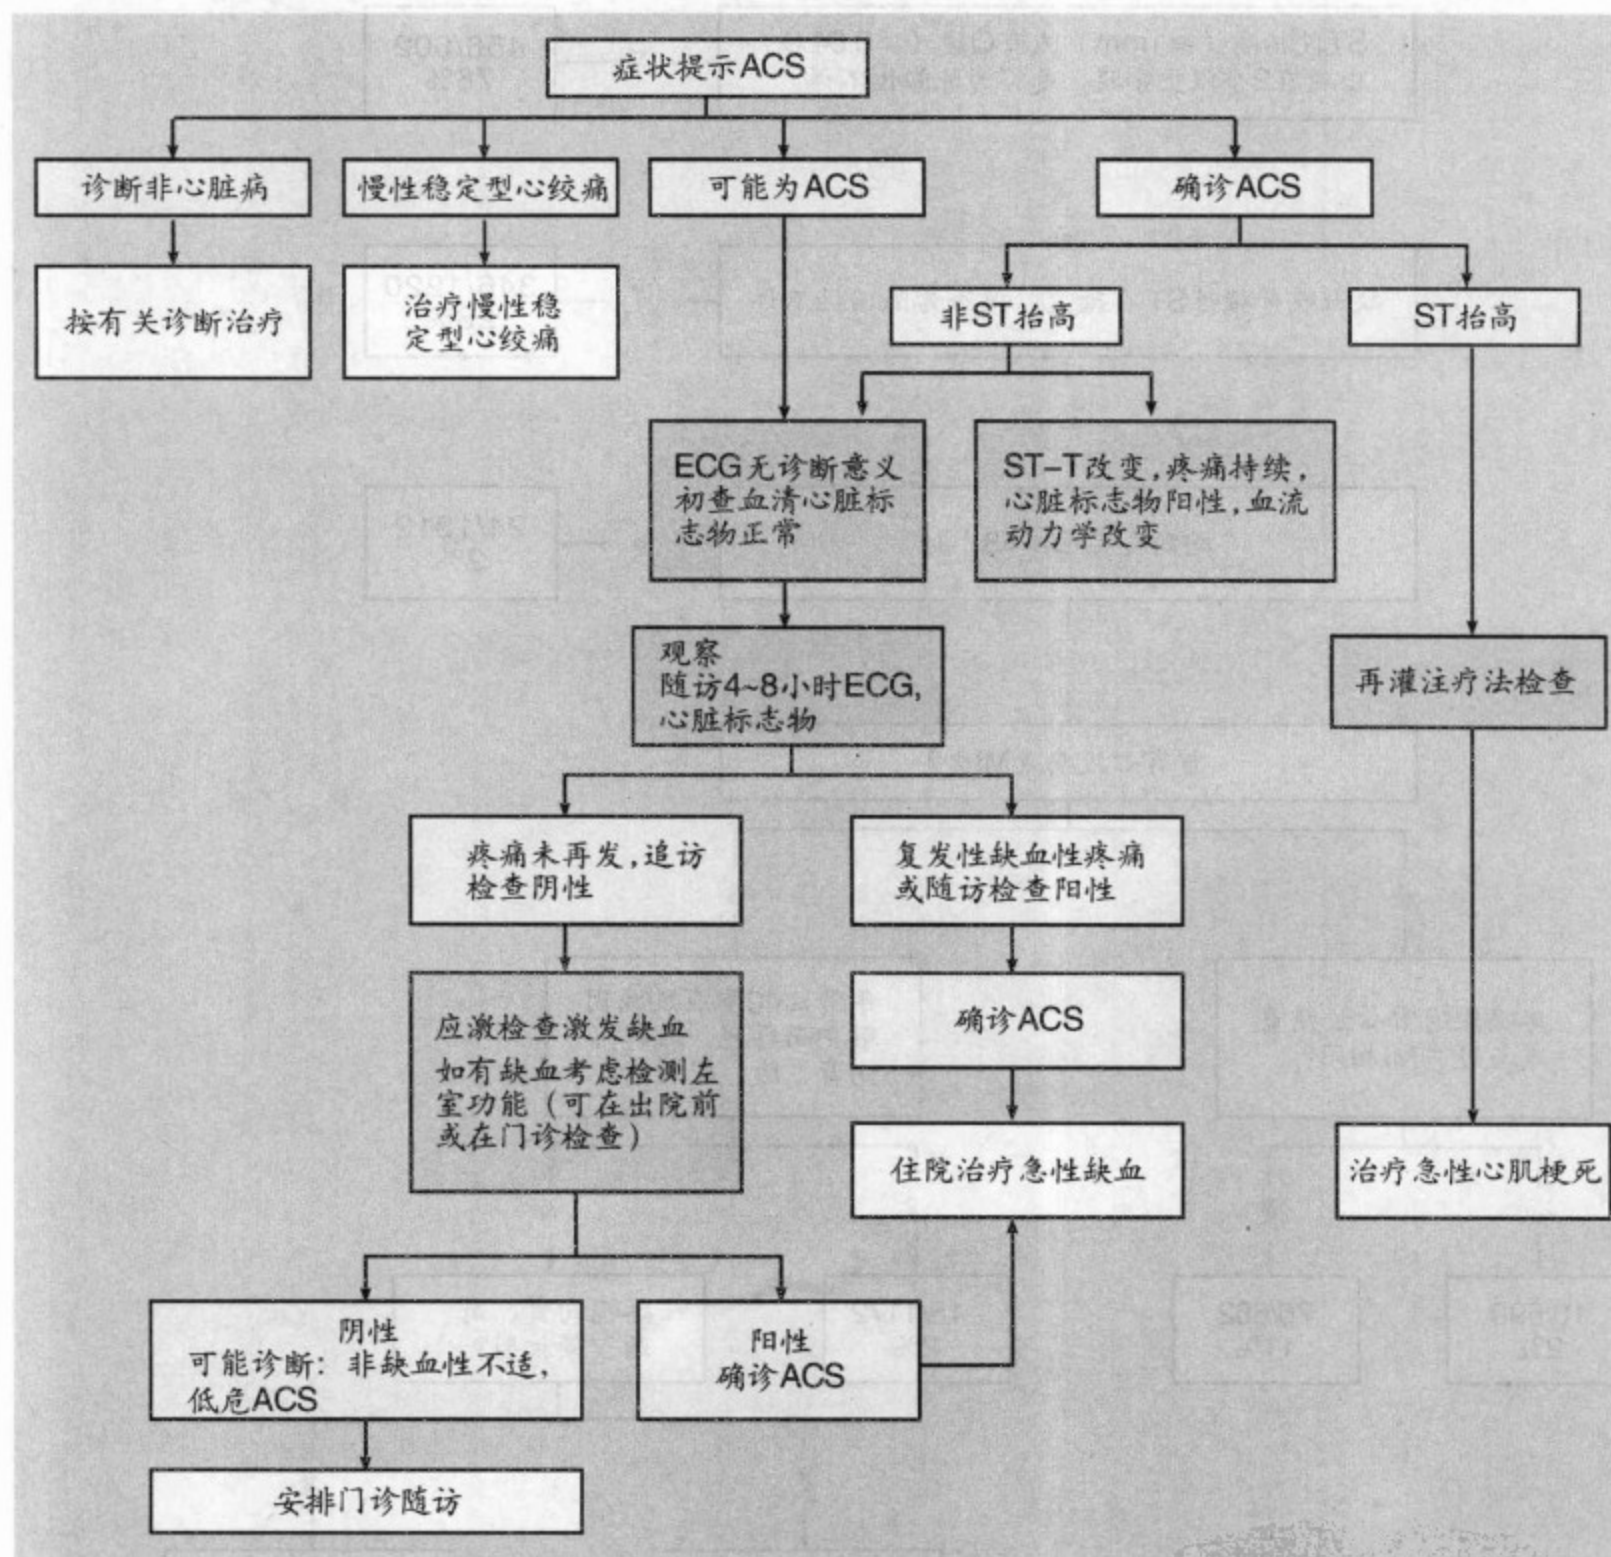 症状提示ACS
诊断非心脏病
慢性稳定型心绞痛
可能为ACS
确诊ACS
按有关诊断治疗
治疗慢性稳
定型心绞痛
非ST抬高
ST抬高
ECG无诊断意义
初查血清心脏标
志物正常
ST-T改变,疼痛持续,
心脏标志物阳性,血流
动力学改变
观察
随访4~8小时ECG,
心脏标志物
再灌注疗法检查
疼痛未再发,追访
检查阴性
复发性缺血性疼痛
或随访检查阳性
应激检查激发缺血
如有缺血考虑检测左
室功能（可在出院前
或在门诊检查）
确诊ACS
住院治疗急性缺血
治疗急性心肌梗死
阴性
可能诊断：非缺血性不适,
低危ACS
阳性
确诊ACS
安排门诊随访